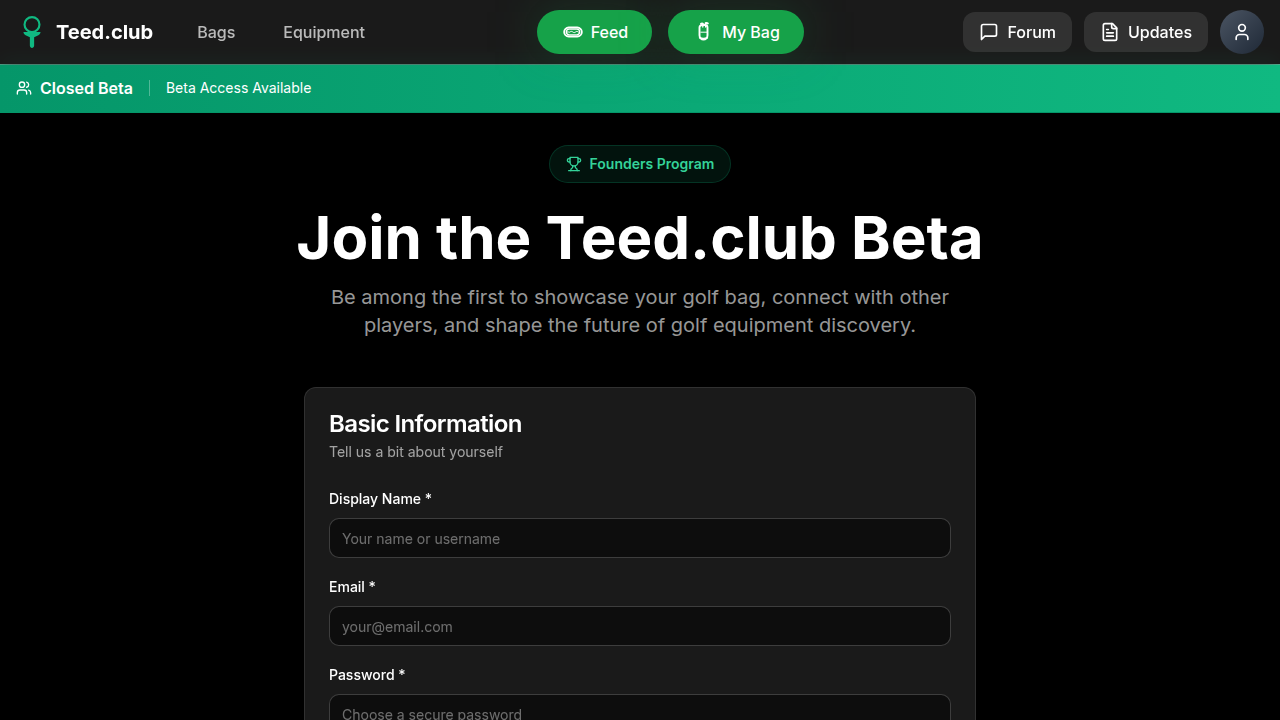 Teed.club
Bags
Equipment
Feed
My Bag
Forum
Updates
Closed Beta
Beta Access Available
Founders Program
Join the Teed.club Beta
Be among the first to showcase your golf bag, connect with other
players, and shape the future of golf equipment discovery.
Basic Information
Tell us a bit about yourself
Display Name *
Your name or username
Email *
your@email.com
Password *
Choose a secure password